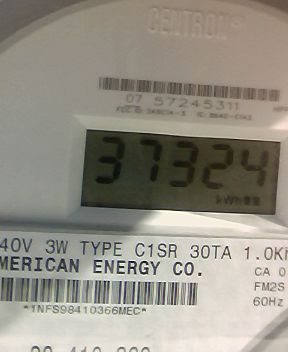 CENTRON®
07 57245311
37324
kWh
40V 3W TYPE C1SR 30TA 1.0K
MERICAN ENERGY CO.
CA 0
FM2S
60Hz
*1NFS98410366MEC*